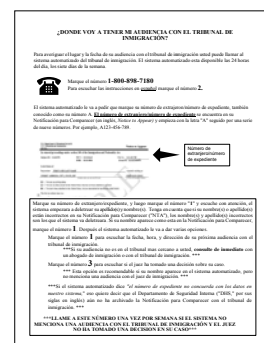 ¿DONDE VOY A TENER MI AUDIENCIA CON EL TRIBUNAL DE
INMIGRACIÓN?
Para averiguar el lugar y la fecha de su audiencia con el tribunal de inmigración usted puede llamar al
sistema automatizado del tribunal de inmigración. El sistema automatizado esta disponible las 24 horas
del día, los siete días de la semana.
Marque el número 1-800-898-7180
Para escuchar las instrucciones en español marque el número 2.
El sistema automatizado le va a pedir que marque su número de extranjero/número de expediente, también
conocido como su número A. El número de extranjero/número de expediente se encuentra en su
Notificación para Comparecer (en inglés, Notice to Appear) y empieza con la letra "A" seguido por una serie
de nueve números. Por ejemplo, A123-456-789.
Número de
extranjero/número
de expediente
Marque su número de extranjero/número de expediente, y luego marque el número "1" y escuche con atención, el
sistema empezara a deletrear su apellido(s)/nombre(s). Tenga en cuenta que si su nombre(s) o apellido(s)
están incorrectos en su Notificación para Comparecer ("NTA"), los nombre(s) y apellido(s) incorrectos
son los que el sistema va deletrear. Si su nombre aparece como esta en la Notificación para Comparecer,
marque el número 1. Después el sistema automatizado le va a dar varias opciones:
Marque el número 1 para escuchar la fecha, hora, y dirección de su próxima audiencia con el
tribunal de inmigración.
***Si su audiencia no es en el tribunal mas cercano a usted, consulte de inmediato con
un abogado de inmigración o con el tribunal de inmigración. ***
Marque el número 3 para escuchar si el juez ha tomado una decisión sobre su caso.
*** Esta opción es recomendable si su nombre aparece en el sistema automatizado, pero
no menciona una audiencia con el juez de inmigración. ***
***Si el sistema automatizado dice "el número de expediente no concuerda con los datos en
nuestro sistema," eso quiere decir que el Departamento de Seguridad Interna ("DHS," por sus
siglas en inglés) aún no ha archivado la Notificación para Comparecer con el tribunal de
inmigración. ***
***LLAME A ESTE NÚMERO UNA VEZ POR SEMANA SI EL SISTEMA NO
MENCIONA UNA AUDIENCIA CON EL TRIBUNAL DE INMIGRACIÓN Y EL JUEZ
NO HA TOMADO UNA DECISION EN SU CASO***